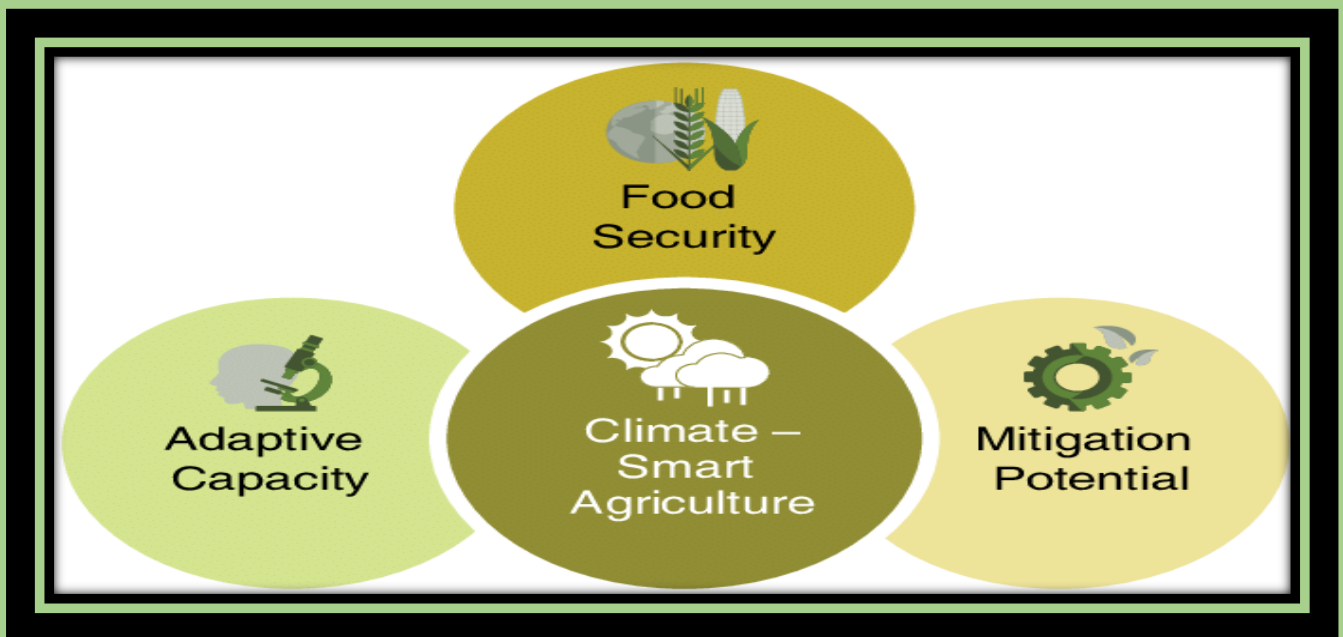 Food
Security
Climate –
Smart
Agriculture
Adaptive
Capacity
Mitigation
Potential